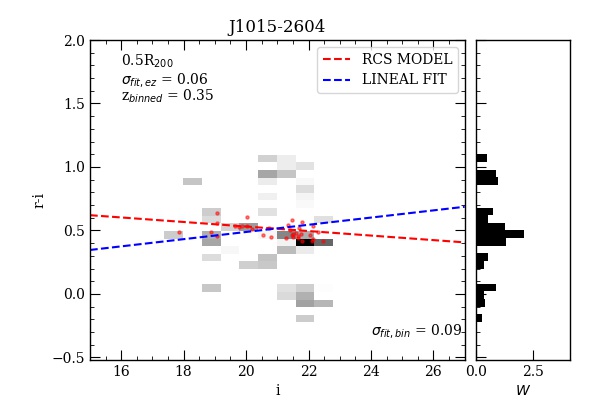 J1015-2604
2.0
1.5
1.0
0.5
0.0
−0.5
r-i
0.5R200
σfit,ez = 0.06
zbinned = 0.35
RCS MODEL
LINEAL FIT
σfit,bin = 0.09
16
18
20
22
24
26
i
0.0
2.5
W